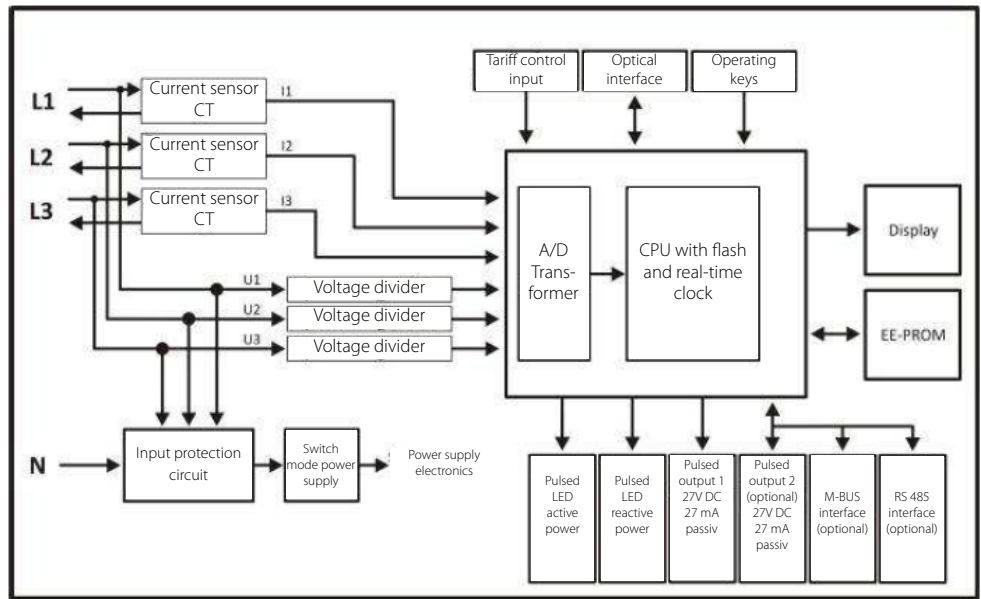 Tariff control
input
Optical
interface
Operating
keys
L1
Current sensor
CT
I1
L2
Current sensor
CT
I2
L3
Current sensor
CT
I3
A/D
Trans-
former
CPU with flash
and real-time
clock
Display
EE-PROM
U1
Voltage divider
U2
Voltage divider
U3
Voltage divider
N
Input protection
circuit
Switch
mode power
supply
Power supply
electronics
Pulsed
LED
active
power
Pulsed
LED
reactive
power
Pulsed
output 1
27V DC
27 mA
passiv
Pulsed
output 2
(optional)
27V DC
27 mA
passiv
M-BUS
interface
(optional)
RS 485
interface
(optional)